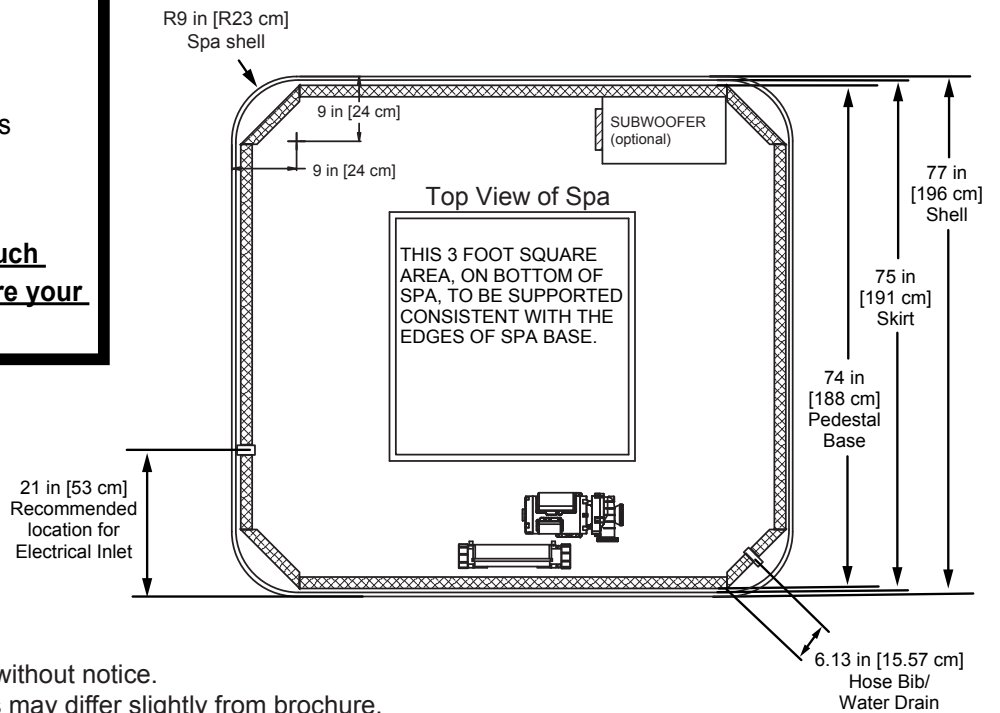 R9 in [R23 cm]
Spa shell
9 in [24 cm]
9 in [24 cm]
SUBWOOFER
(optional)
Top View of Spa
THIS 3 FOOT SQUARE
AREA, ON BOTTOM OF
SPA, TO BE SUPPORTED
CONSISTENT WITH THE
EDGES OF SPA BASE.
77 in
[196 cm]
Shell
75 in
[191 cm]
Skirt
74 in
[188 cm]
Pedestal
Base
21 in [53 cm]
Recommended
location for
Electrical Inlet
6.13 in [15.57 cm]
Hose Bib/
Water Drain
your
without notice.
may differ slightly from brochure.